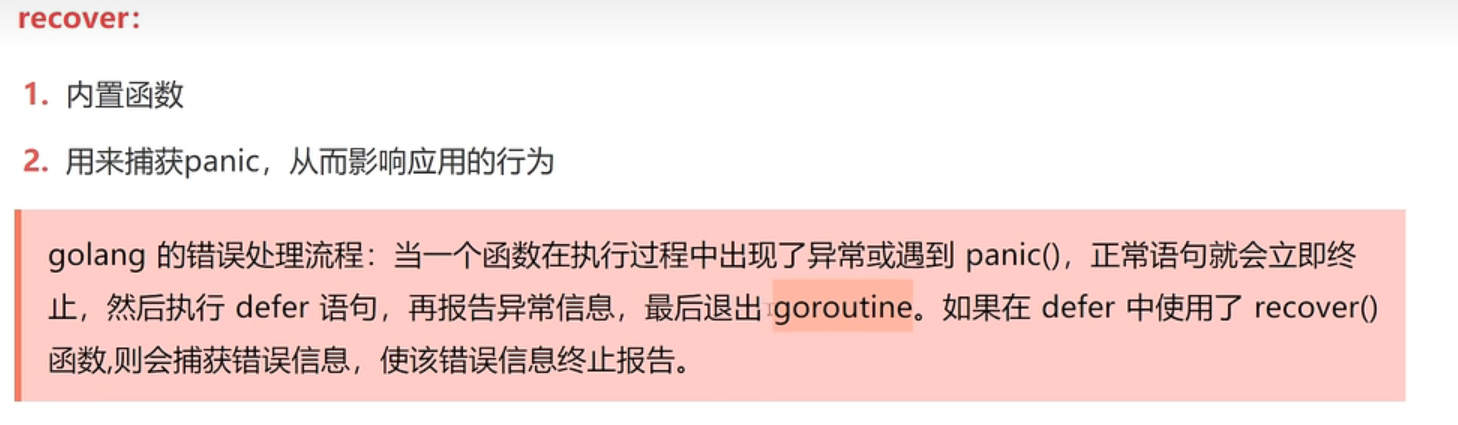 recover：
1. 内置函数
2. 用来捕获panic，从而影响应用的行为
golang 的错误处理流程：当一个函数在执行过程中出现了异常或遇到 panic()，正常语句就会立即终
止，然后执行 defer 语句，再报告异常信息，最后退出 goroutine。如果在 defer 中使用了 recover()
函数,则会捕获错误信息，使该错误信息终止报告。